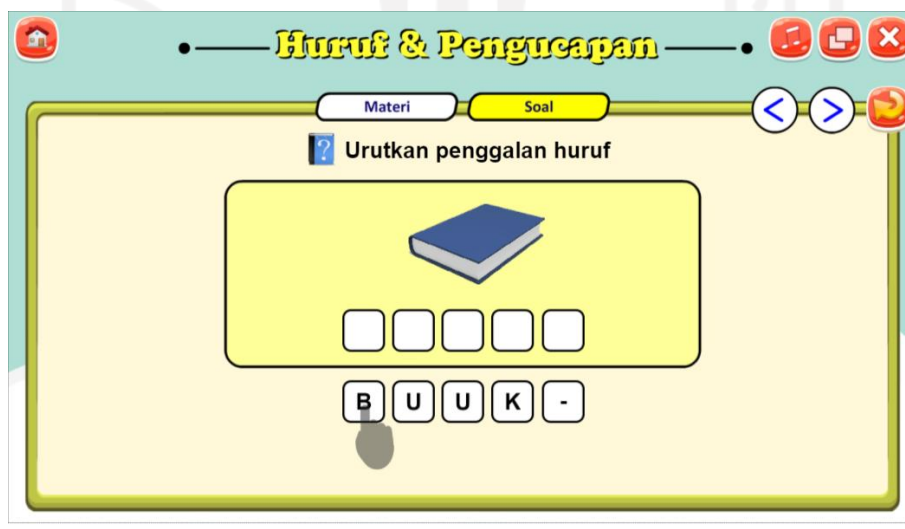 Huruf & Pengucapan
Materi Soal
< >
? Urutkan penggalan huruf
B U U K -